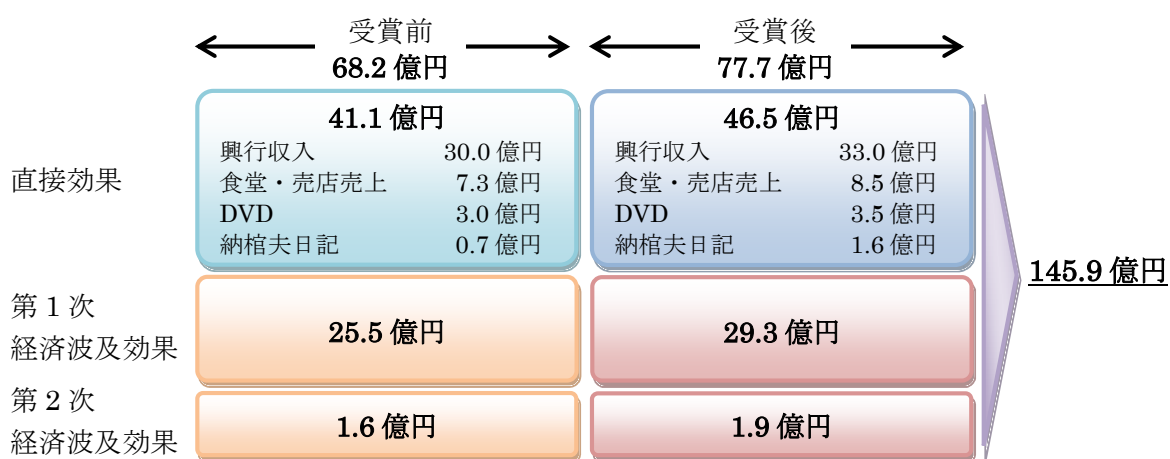 受賞前 受賞後
68.2 億円 77.7 億円
41.1 億円 46.5 億円
興行収入 30.0 億円 興行収入 33.0 億円
直接効果 食堂・売店売上 7.3 億円 食堂・売店売上 8.5 億円
DVD 3.0 億円 DVD 3.5 億円
納棺夫日記 0.7 億円 納棺夫日記 1.6 億円
145.9 億円
第 1 次
経済波及効果 25.5 億円 29.3 億円
第 2 次
経済波及効果 1.6 億円 1.9 億円